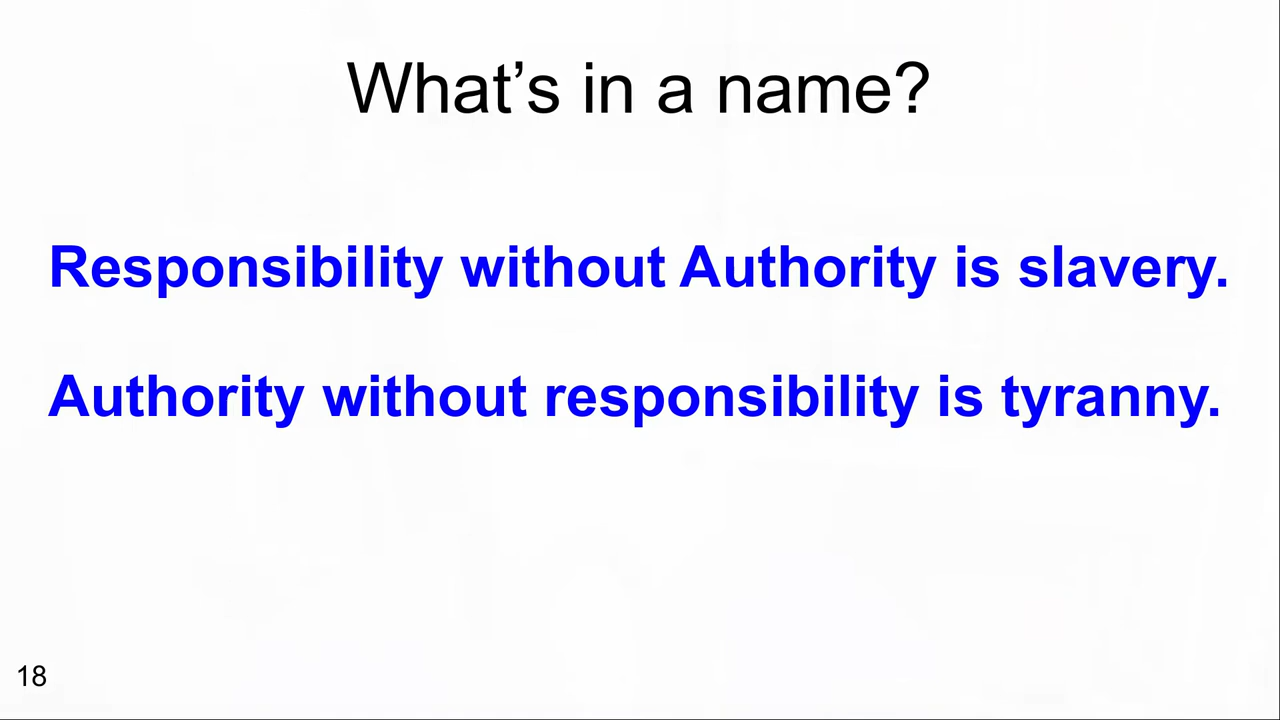 What’s in a name?
Responsibility without Authority is slavery.
Authority without responsibility is tyranny.
18